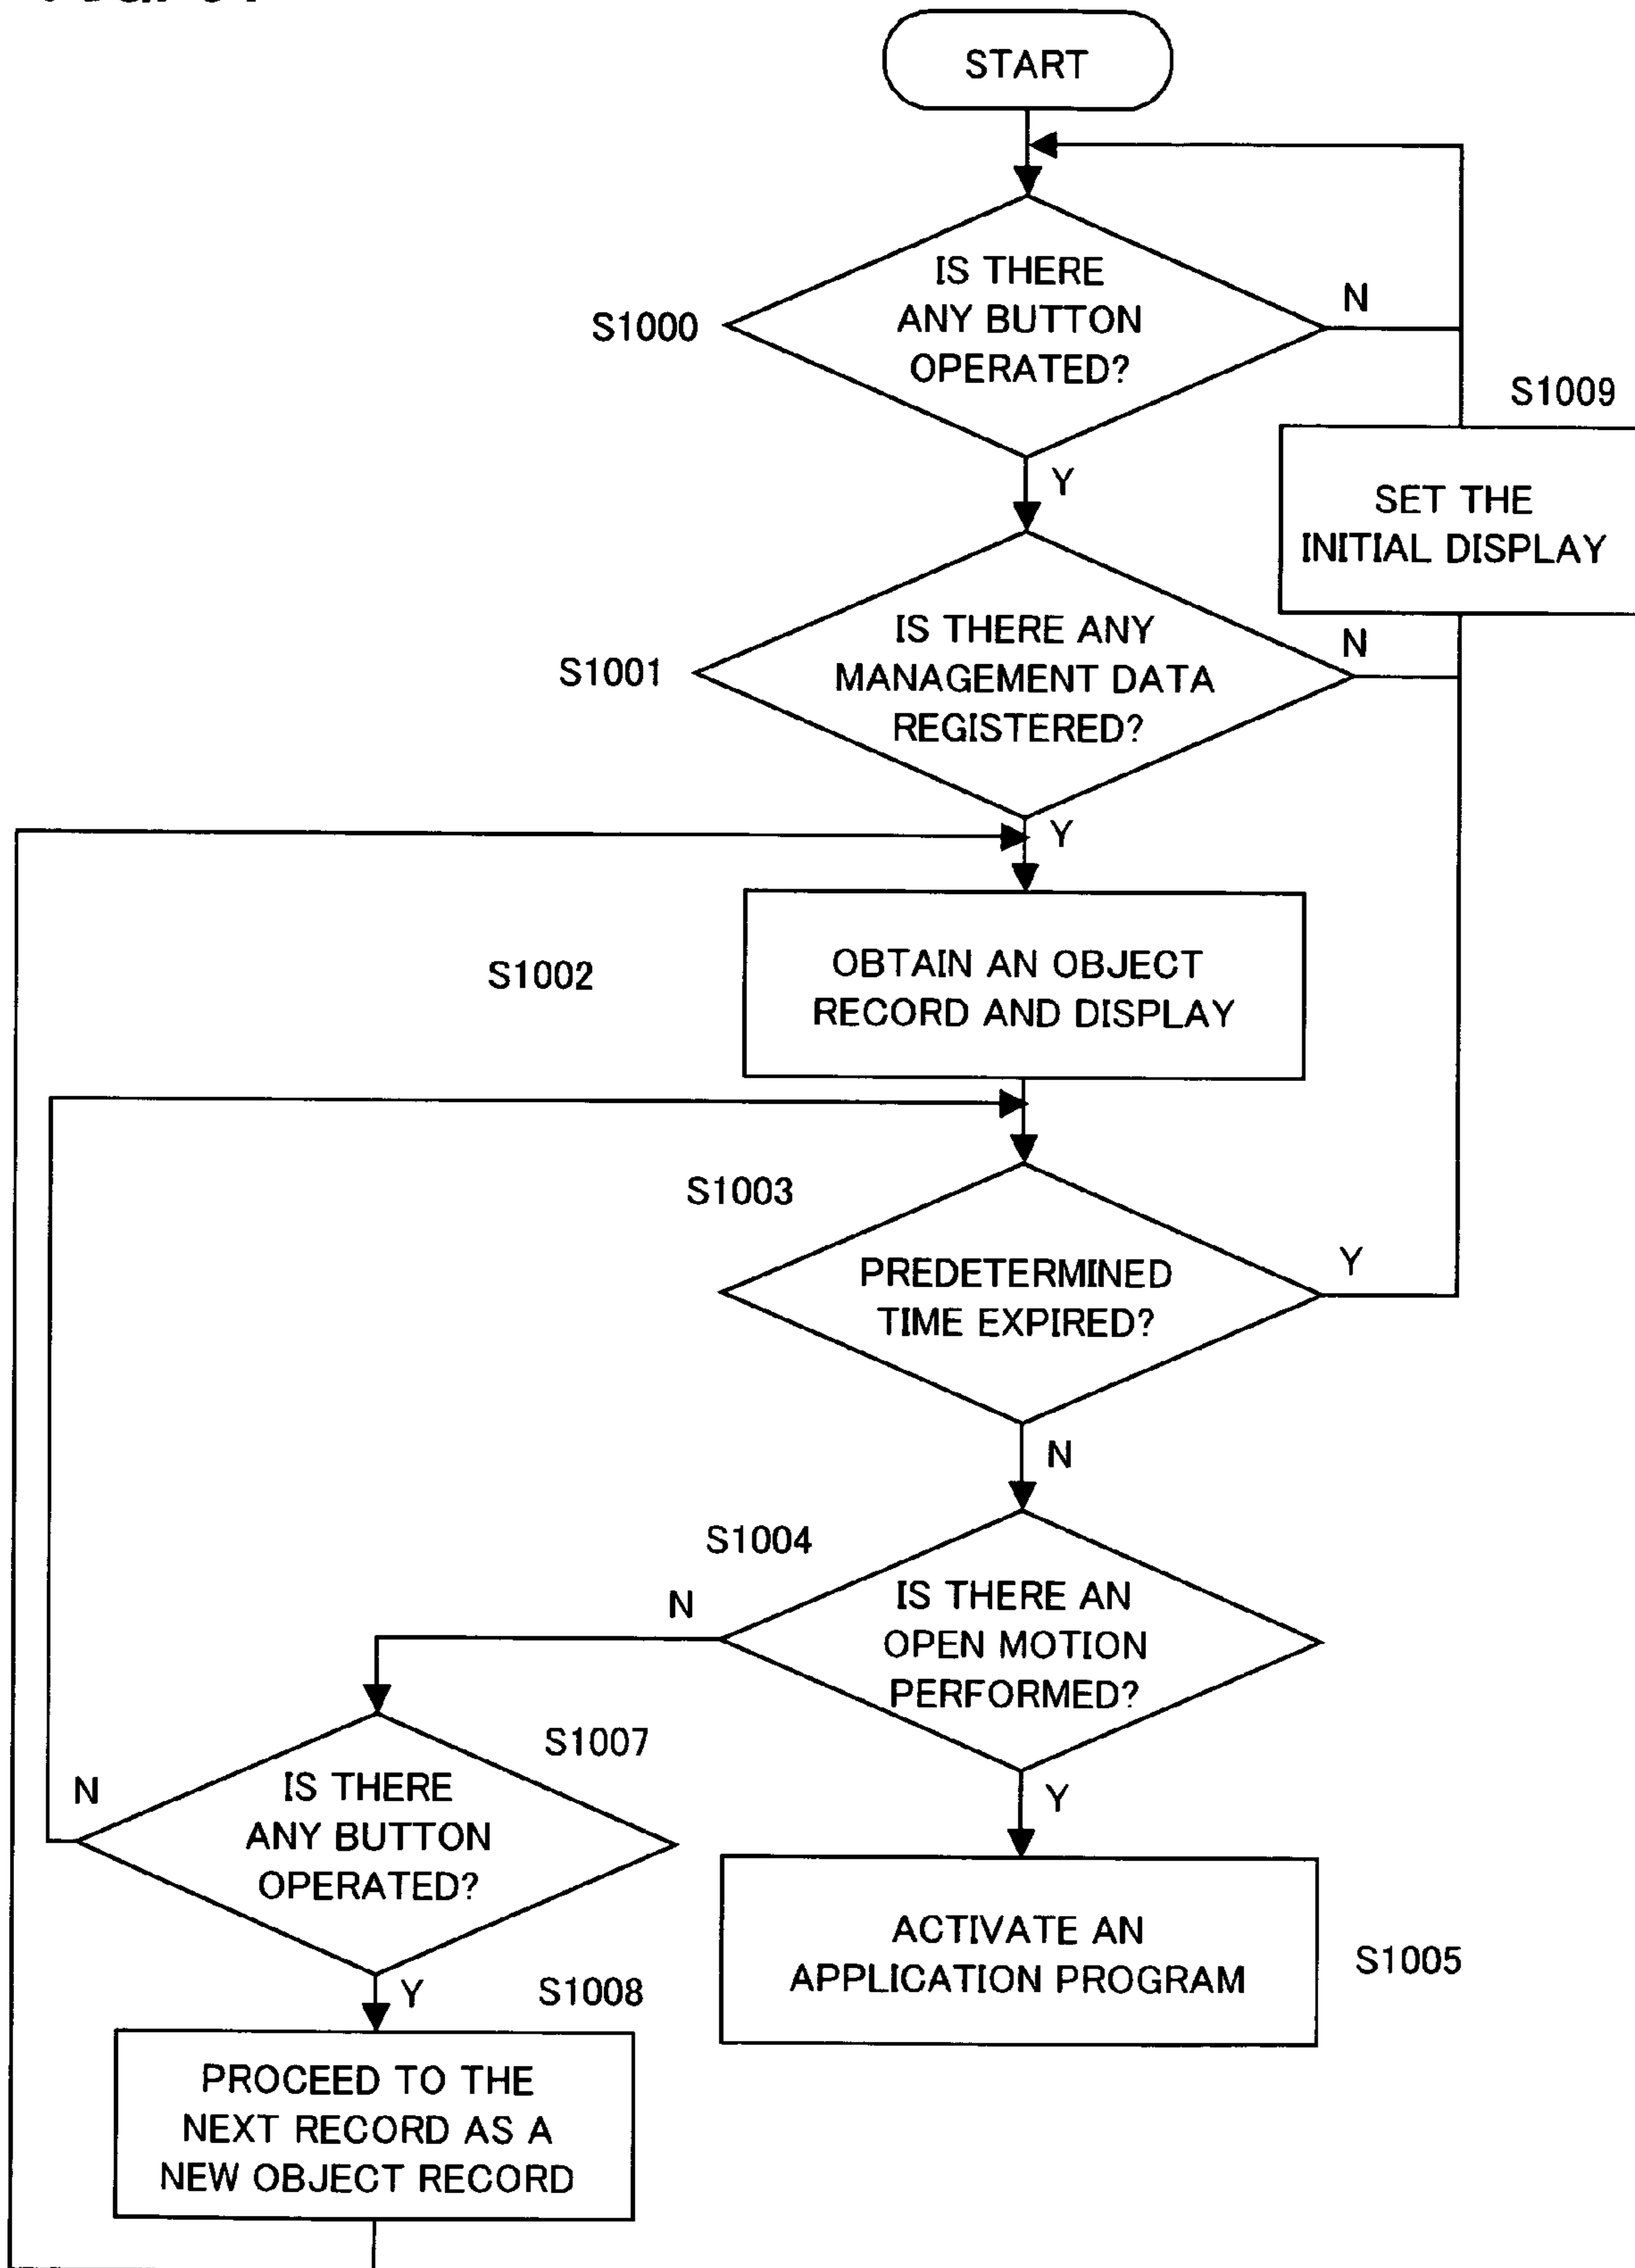 START
IS THERE
ANY BUTTON
OPERATED?
S1000
N
S1009
Y
SET THE
INITIAL DISPLAY
IS THERE ANY
MANAGEMENT DATA
REGISTERED?
S1001
N
Y
S1002
OBTAIN AN OBJECT
RECORD AND DISPLAY
S1003
PREDETERMINED
TIME EXPIRED?
Y
N
S1004
IS THERE AN
OPEN MOTION
PERFORMED?
N
Y
S1007
IS THERE
ANY BUTTON
OPERATED?
N
Y
ACTIVATE AN
APPLICATION PROGRAM
S1005
S1008
PROCEED TO THE
NEXT RECORD AS A
NEW OBJECT RECORD